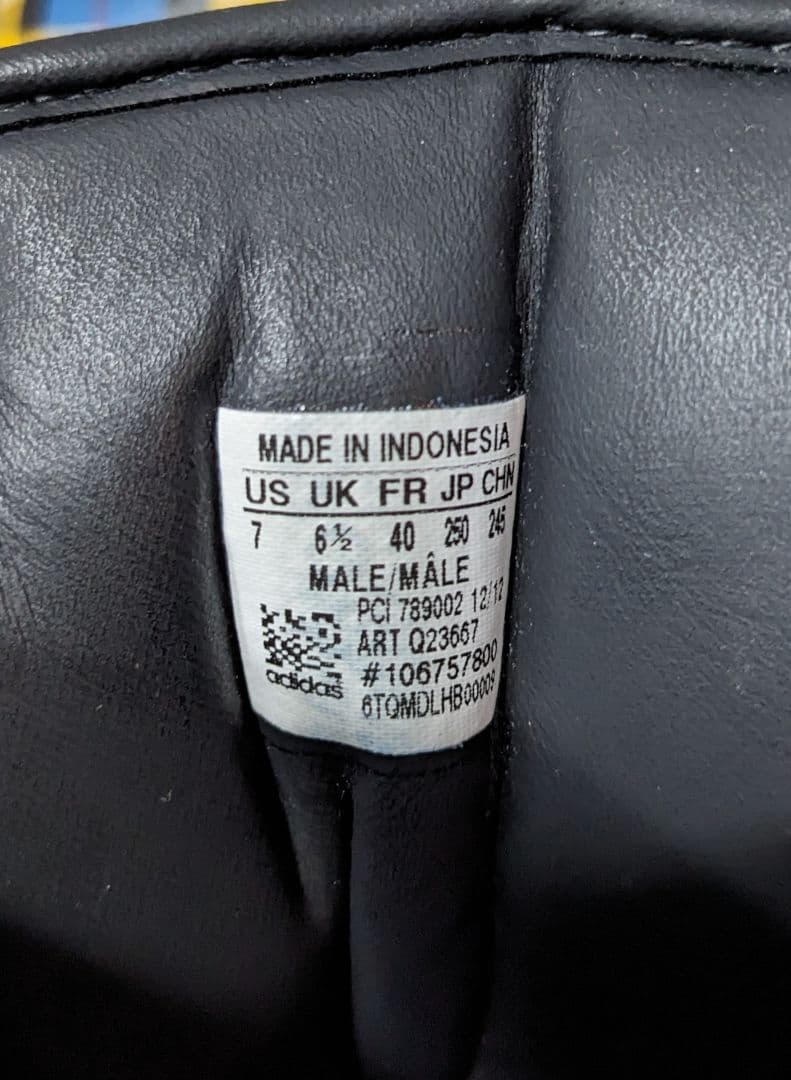 MADE IN INDONESIA
US UK FR JP CHN
7 6½ 40 250 245
MALE/MÂLE
PCI 789002 12/12
ART Q23667
#106757800
6TQMDLHB00009
adidas